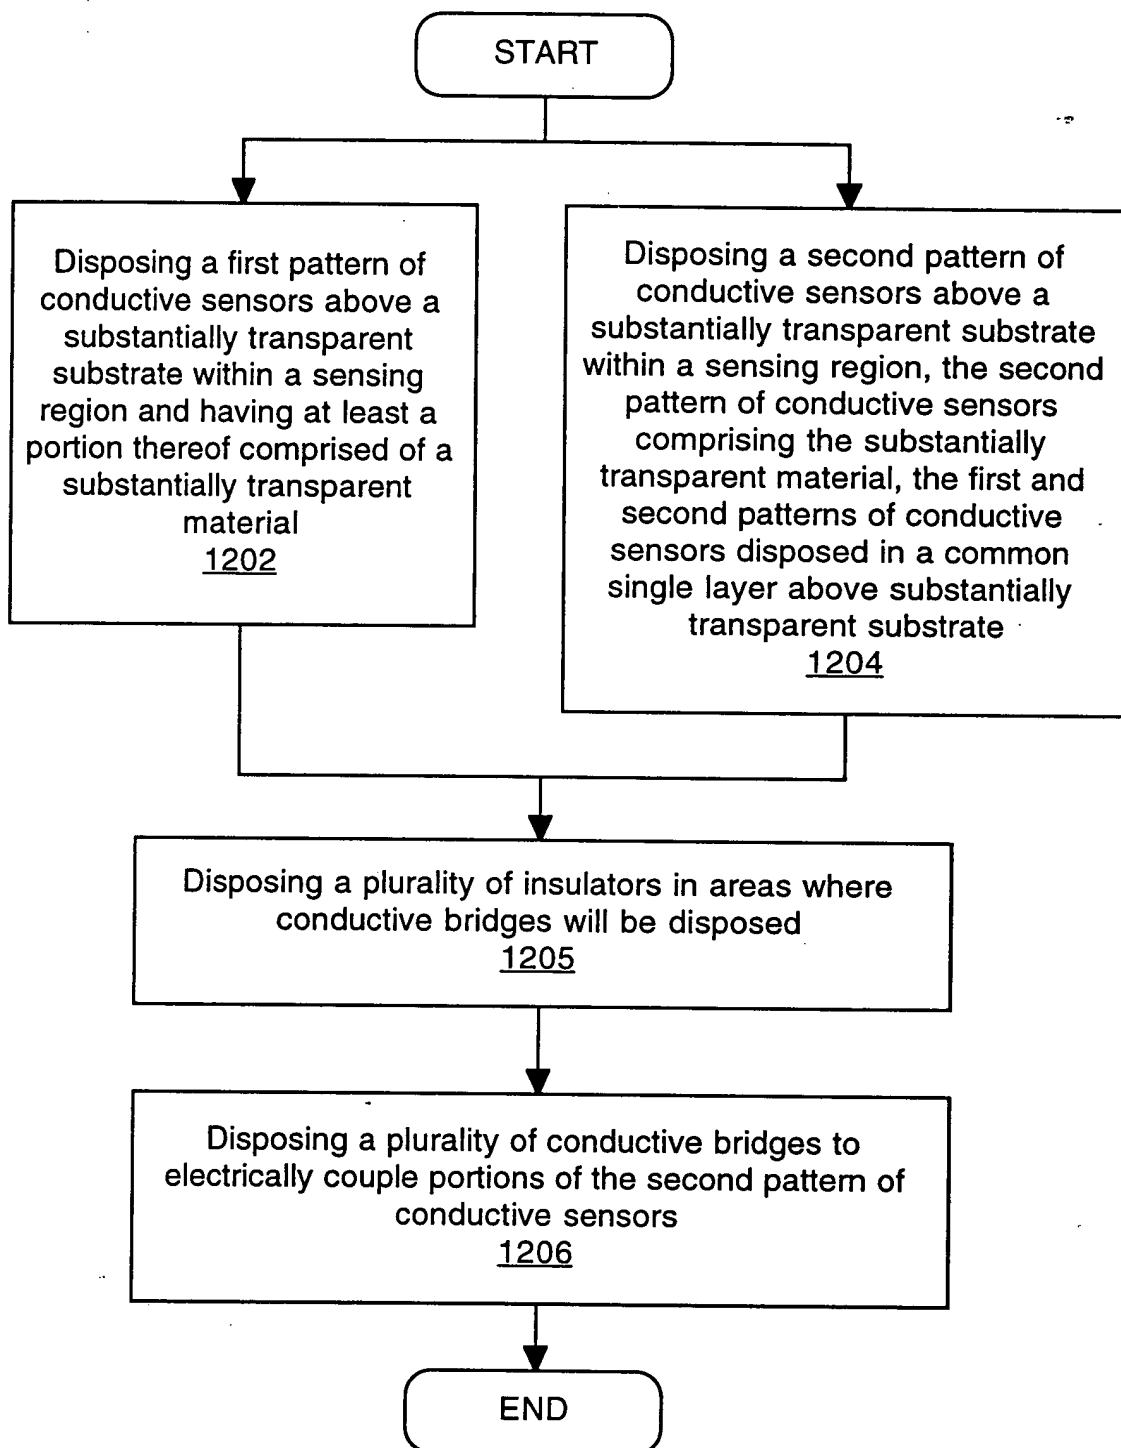 START
Disposing a first pattern of
conductive sensors above a
substantially transparent
substrate within a sensing
region and having at least a
portion thereof comprised of a
substantially transparent
material
1202
Disposing a second pattern of
conductive sensors above a
substantially transparent substrate
within a sensing region, the second
pattern of conductive sensors
comprising the substantially
transparent material, the first and
second patterns of conductive
sensors disposed in a common
single layer above substantially
transparent substrate
1204
Disposing a plurality of insulators in areas where
conductive bridges will be disposed
1205
Disposing a plurality of conductive bridges to
electrically couple portions of the second pattern of
conductive sensors
1206
END